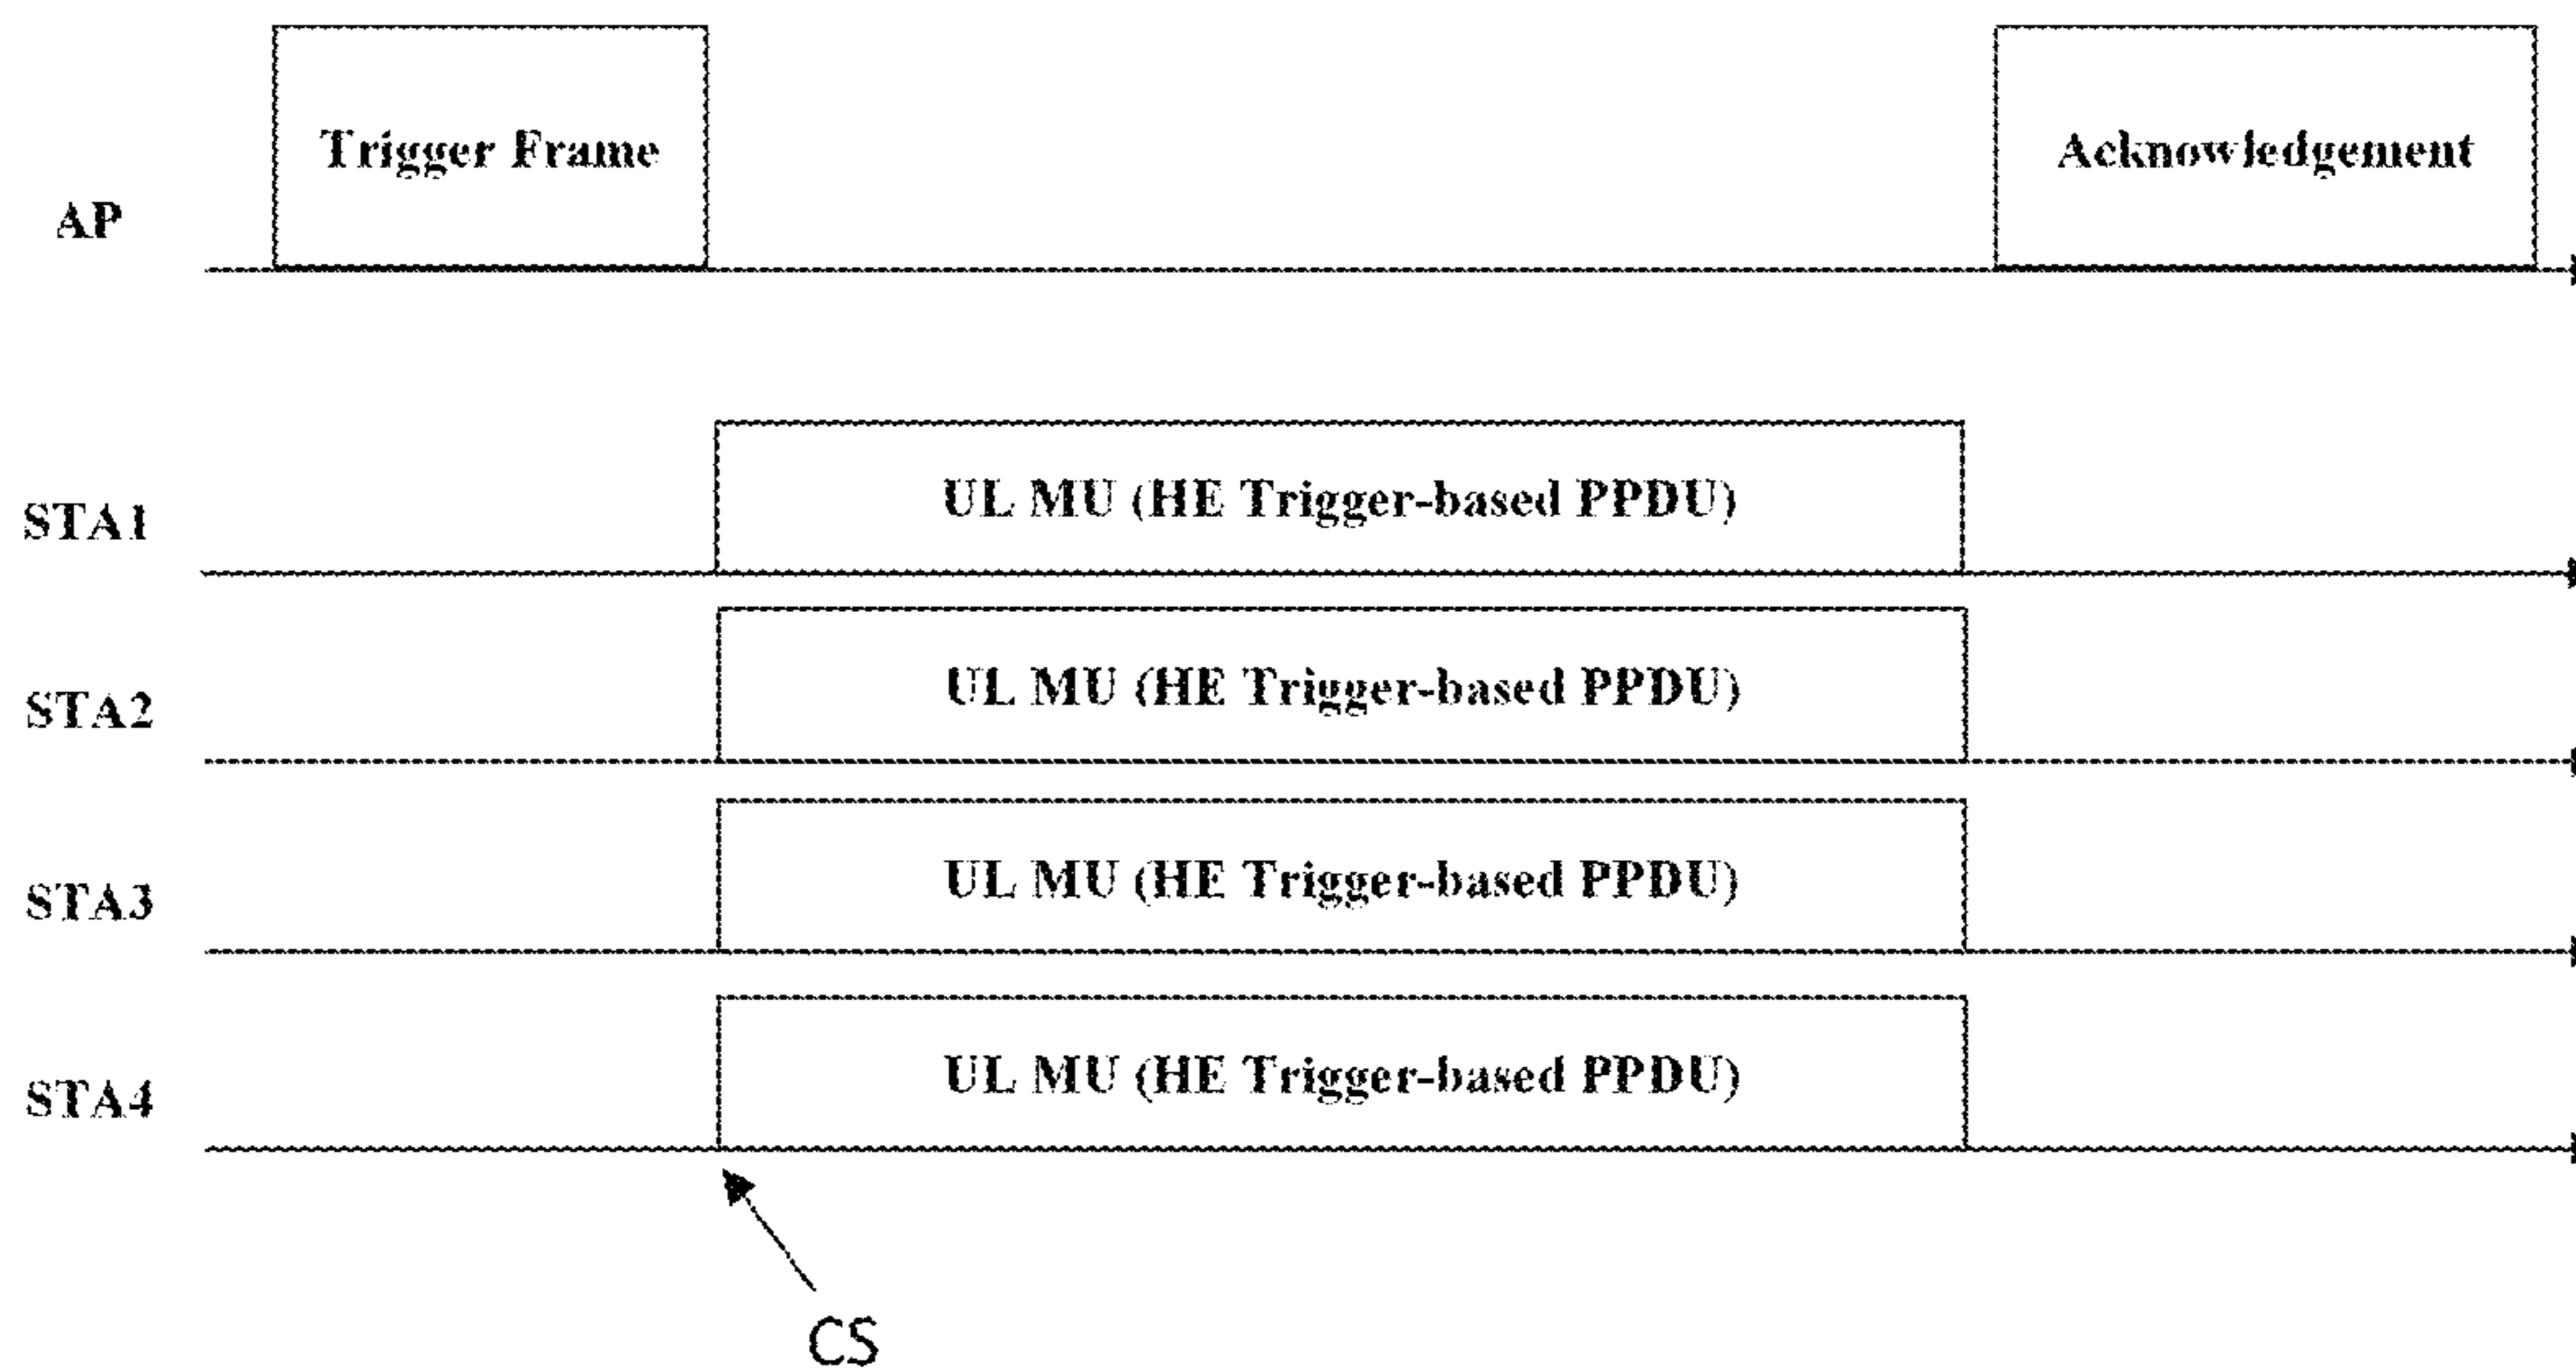 Trigger Frame
Acknowledgement
AP
UL MU (HE Trigger-based PPDU)
STA1
UL MU (HE Trigger-based PPDU)
STA2
UL MU (HE Trigger-based PPDU)
STA3
UL MU (HE Trigger-based PPDU)
STA4
CS